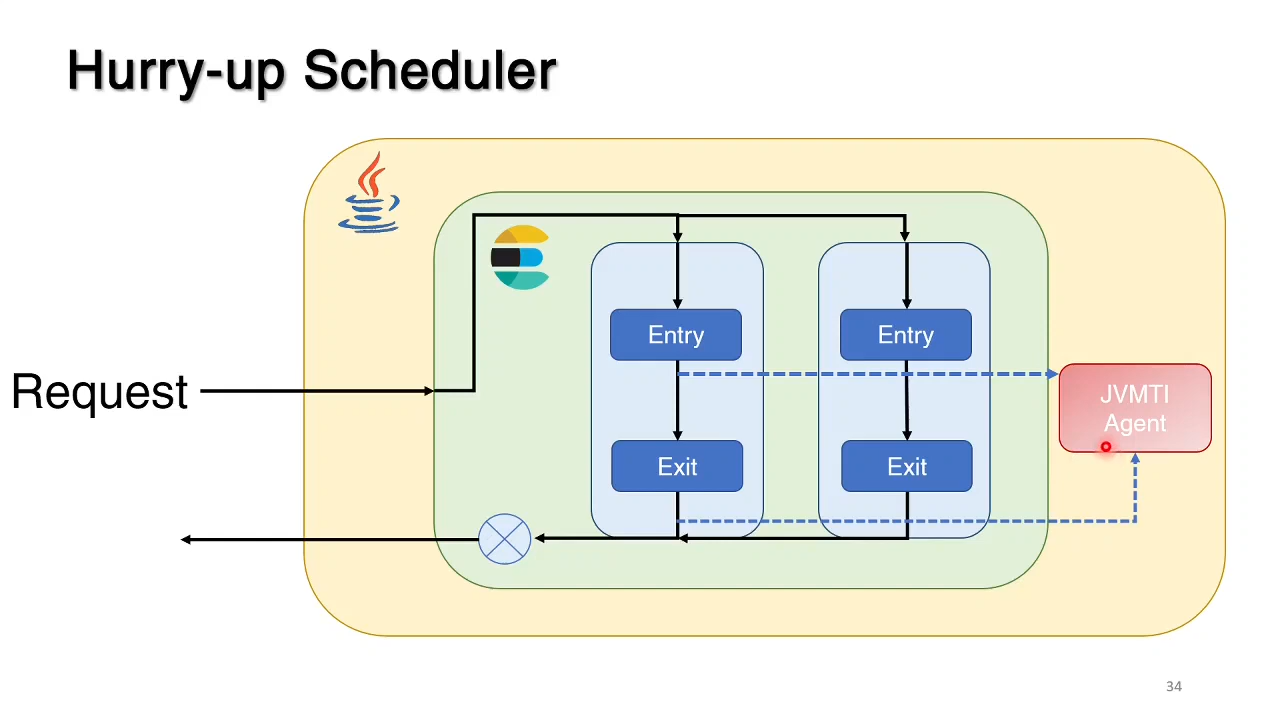 Hurry-up Scheduler
Request
Entry
Entry
JVMTI
Agent
Exit
Exit
34